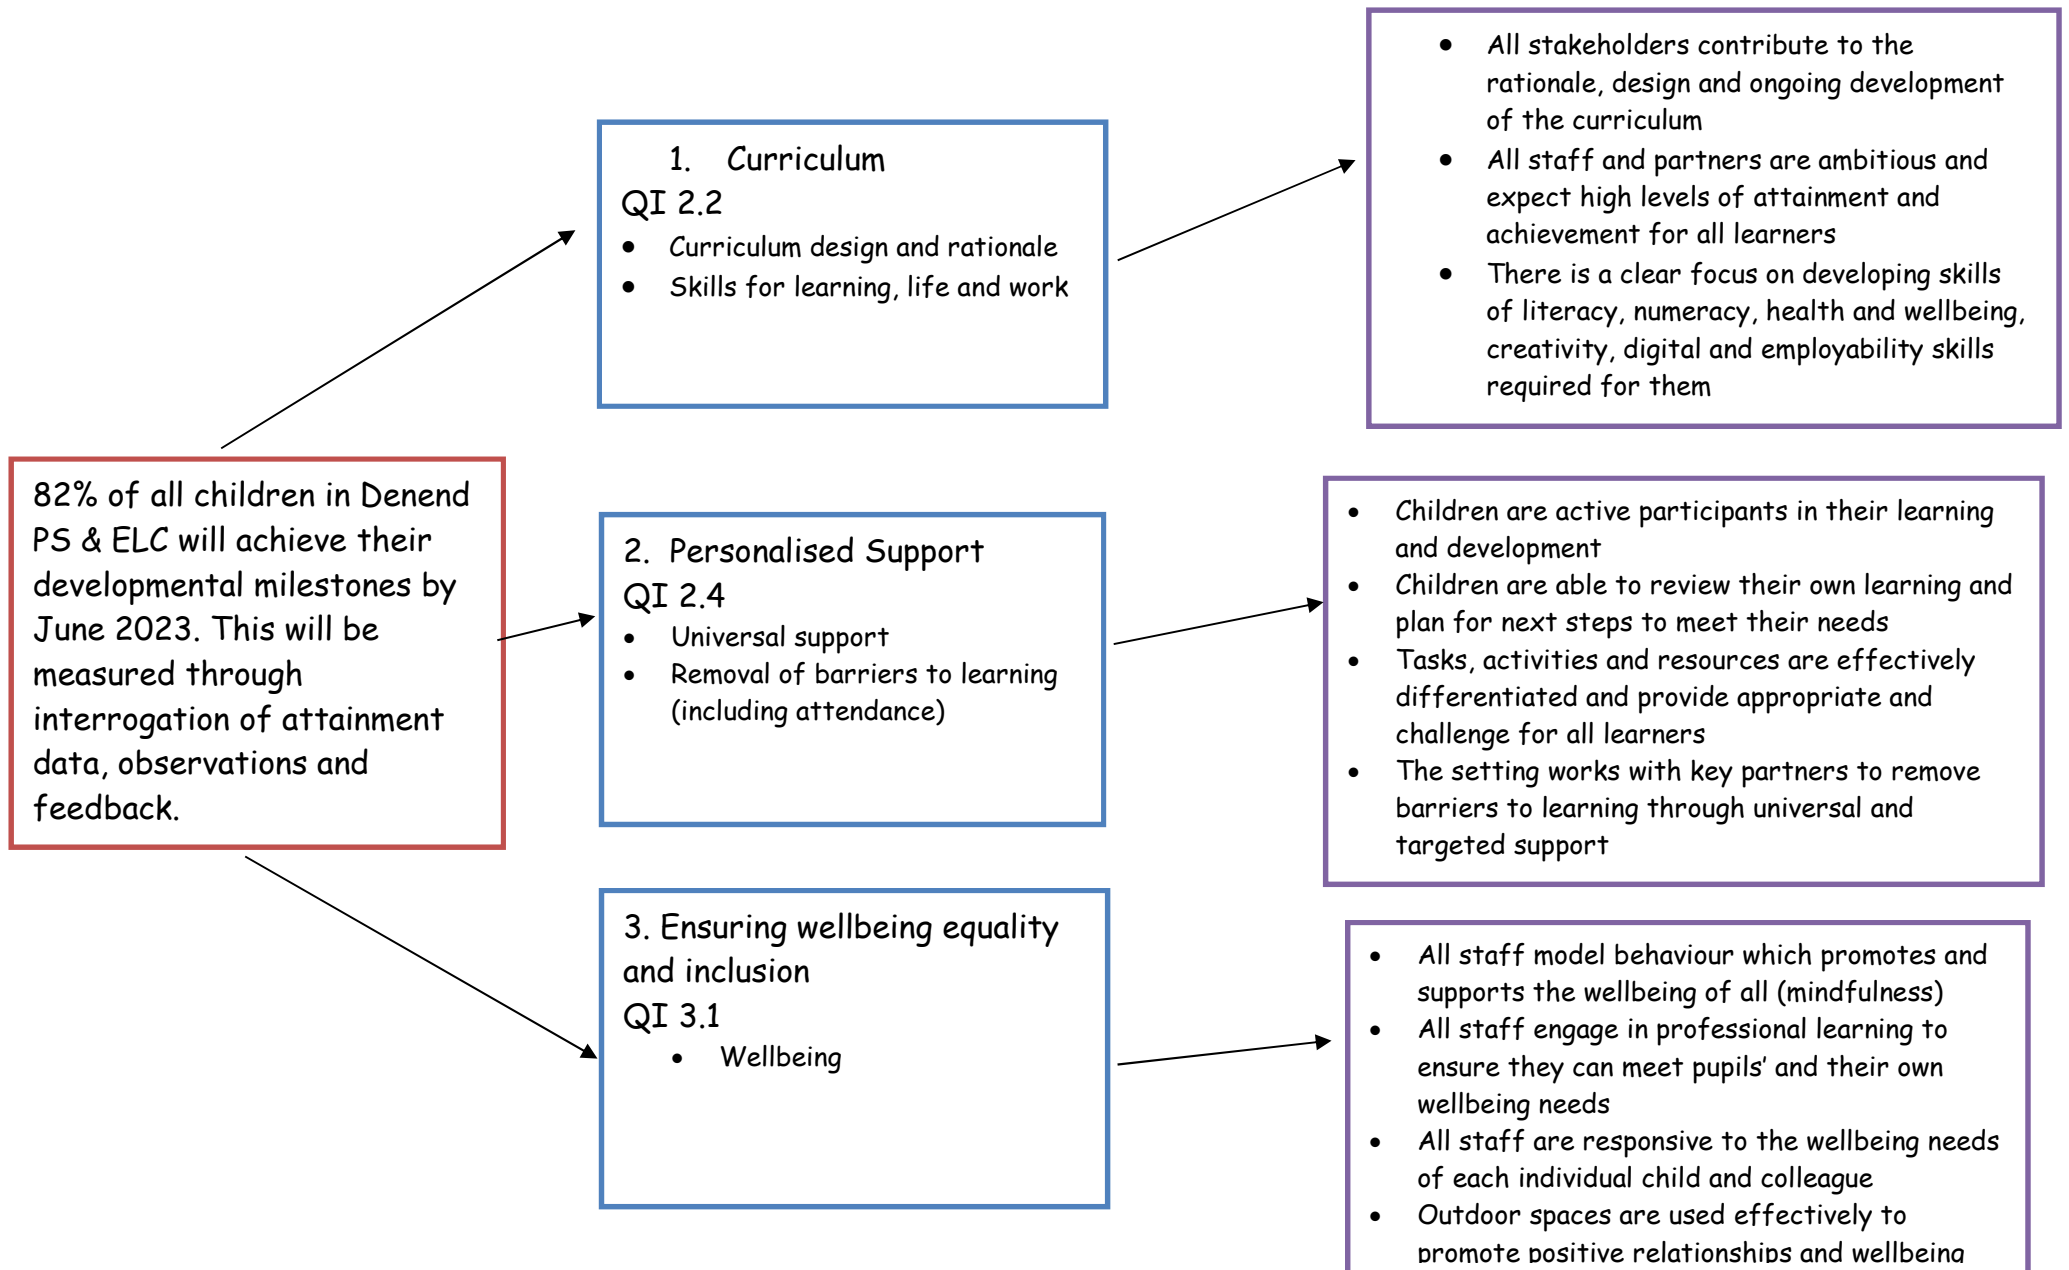 82% of all children in Denend
PS & ELC will achieve their
developmental milestones by
June 2023. This will be
measured through
interrogation of attainment
data, observations and
feedback.
1. Curriculum
QI 2.2
• Curriculum design and rationale
• Skills for learning, life and work
• All stakeholders contribute to the
rationale, design and ongoing development
of the curriculum
• All staff and partners are ambitious and
expect high levels of attainment and
achievement for all learners
• There is a clear focus on developing skills
of literacy, numeracy, health and wellbeing,
creativity, digital and employability skills
required for them
2. Personalised Support
QI 2.4
• Universal support
• Removal of barriers to learning
(including attendance)
• Children are active participants in their learning
and development
• Children are able to review their own learning and
plan for next steps to meet their needs
• Tasks, activities and resources are effectively
differentiated and provide appropriate and
challenge for all learners
• The setting works with key partners to remove
barriers to learning through universal and
targeted support
3. Ensuring wellbeing equality
and inclusion
QI 3.1
• Wellbeing
• All staff model behaviour which promotes and
supports the wellbeing of all (mindfulness)
• All staff engage in professional learning to
ensure they can meet pupils’ and their own
wellbeing needs
• All staff are responsive to the wellbeing needs
of each individual child and colleague
• Outdoor spaces are used effectively to
promote positive relationships and wellbeing